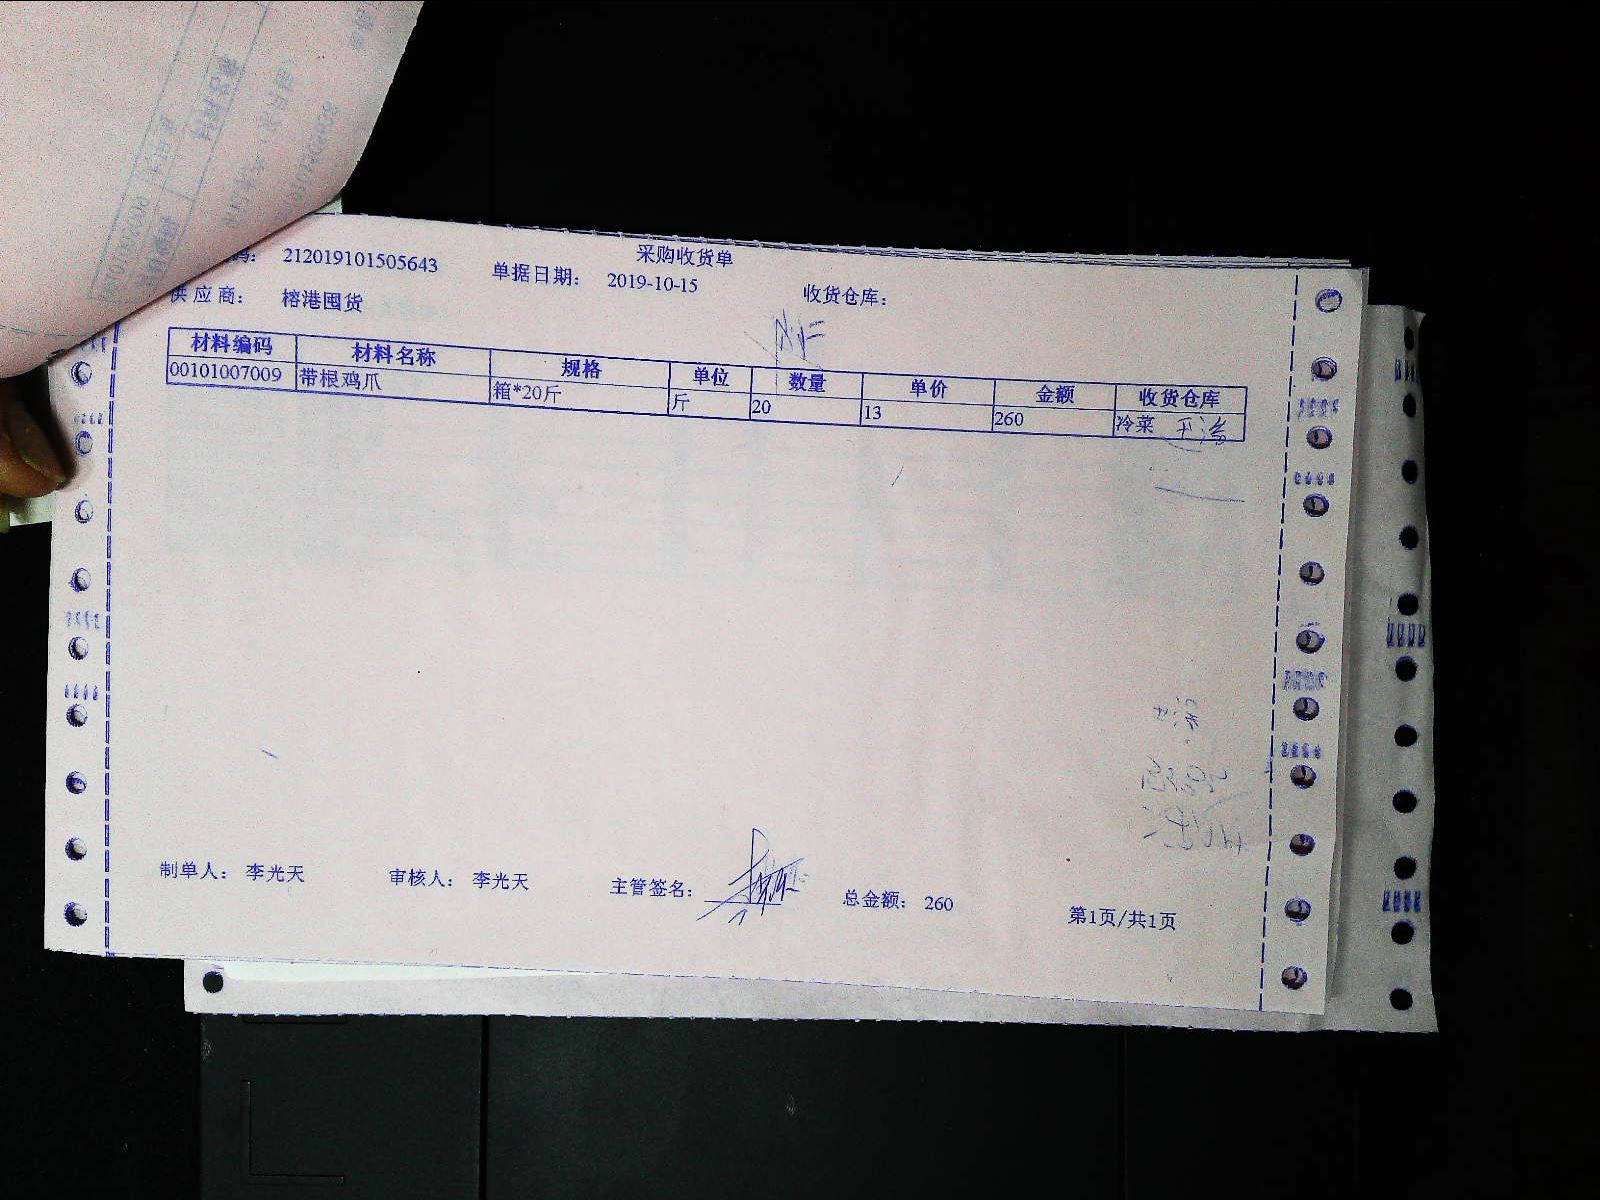 采购收货单
码： 212019101505643 单据日期： 2019-10-15 收货仓库：
供应商： 榕港囤货
材料编码 材料名称 规格 单位 数量 单价 金额 收货仓库
00101007009 带根鸡爪 箱*20斤 斤 20 13 260 冷菜
制单人： 李光天 审核人： 李光天 主管签名： 总金额： 260 第1页/共1页